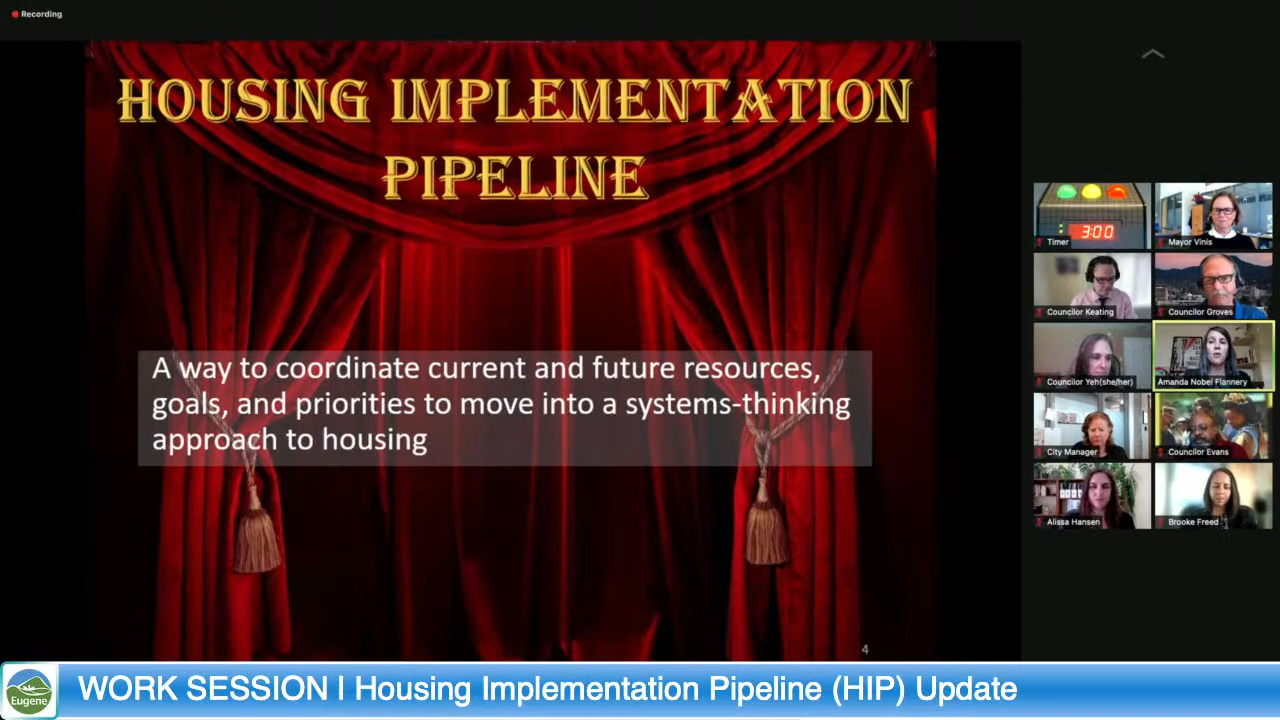 Recording
HOUSING IMPLEMENTATION
PIPELINE
A way to coordinate current and future resources,
goals, and priorities to move into a systems-thinking
approach to housing
4
3:00
Timer
Mayor Vinis
Councilor Keating
Councilor Groves
Councilor Yeh(she/her)
Amanda Nobel Flannery
City Manager
Councilor Evans
Alissa Hansen
Brooke Freed
Eugene
WORK SESSION | Housing Implementation Pipeline (HIP) Update